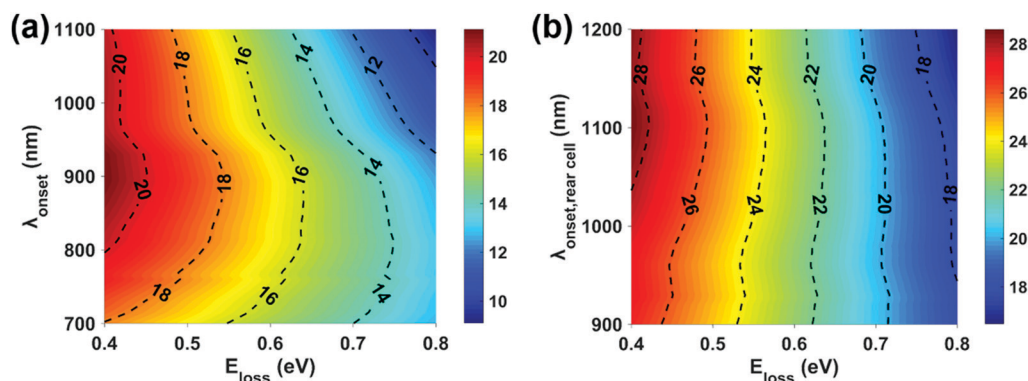 (a)
1100
1000
900
800
700
λonset (nm)
0.4 0.5 0.6 0.7 0.8
Eloss (eV)
20 18 16 14 12
20 18 16 14
18 16 14
20
18
16
14
12
10
(b)
1200
1100
1000
900
λonset,rear cell (nm)
0.4 0.5 0.6 0.7 0.8
Eloss (eV)
28 26 24 22 20 18
26 24 22 20 18
28
26
24
22
20
18